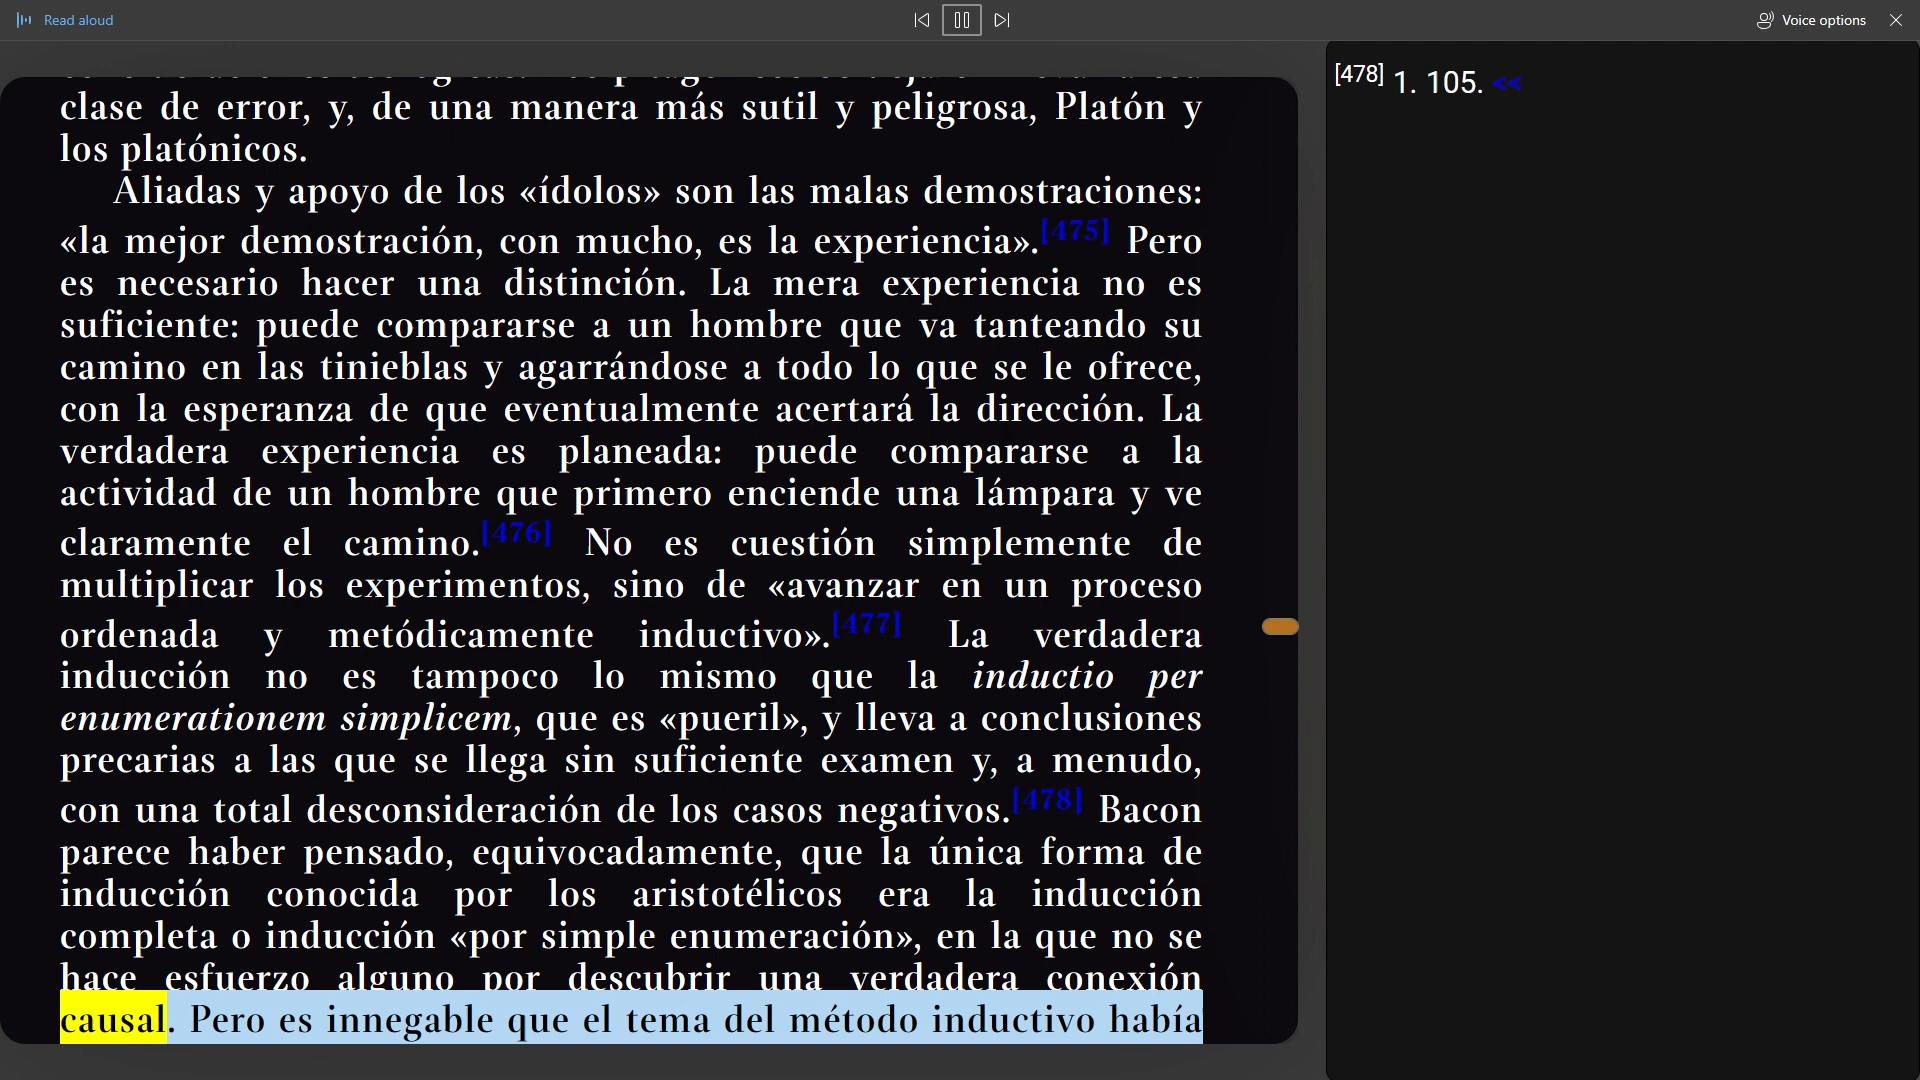 Read aloud
Voice options
clase de error, y, de una manera más sutil y peligrosa, Platón y
los platónicos.
Aliadas y apoyo de los «ídolos» son las malas demostraciones:
«la mejor demostración, con mucho, es la experiencia».[475] Pero
es necesario hacer una distinción. La mera experiencia no es
suficiente: puede compararse a un hombre que va tanteando su
camino en las tinieblas y agarrándose a todo lo que se le ofrece,
con la esperanza de que eventualmente acertará la dirección. La
verdadera experiencia es planeada: puede compararse a la
actividad de un hombre que primero enciende una lámpara y ve
claramente el camino.[476] No es cuestión simplemente de
multiplicar los experimentos, sino de «avanzar en un proceso
ordenada y metódicamente inductivo».[477] La verdadera
inducción no es tampoco lo mismo que la inductio per
enumerationem simplicem, que es «pueril», y lleva a conclusiones
precarias a las que se llega sin suficiente examen y, a menudo,
con una total desconsideración de los casos negativos.[478] Bacon
parece haber pensado, equivocadamente, que la única forma de
inducción conocida por los aristotélicos era la inducción
completa o inducción «por simple enumeración», en la que no se
hace esfuerzo alguno por descubrir una verdadera conexión
causal. Pero es innegable que el tema del método inductivo había
[478] 1. 105. <<